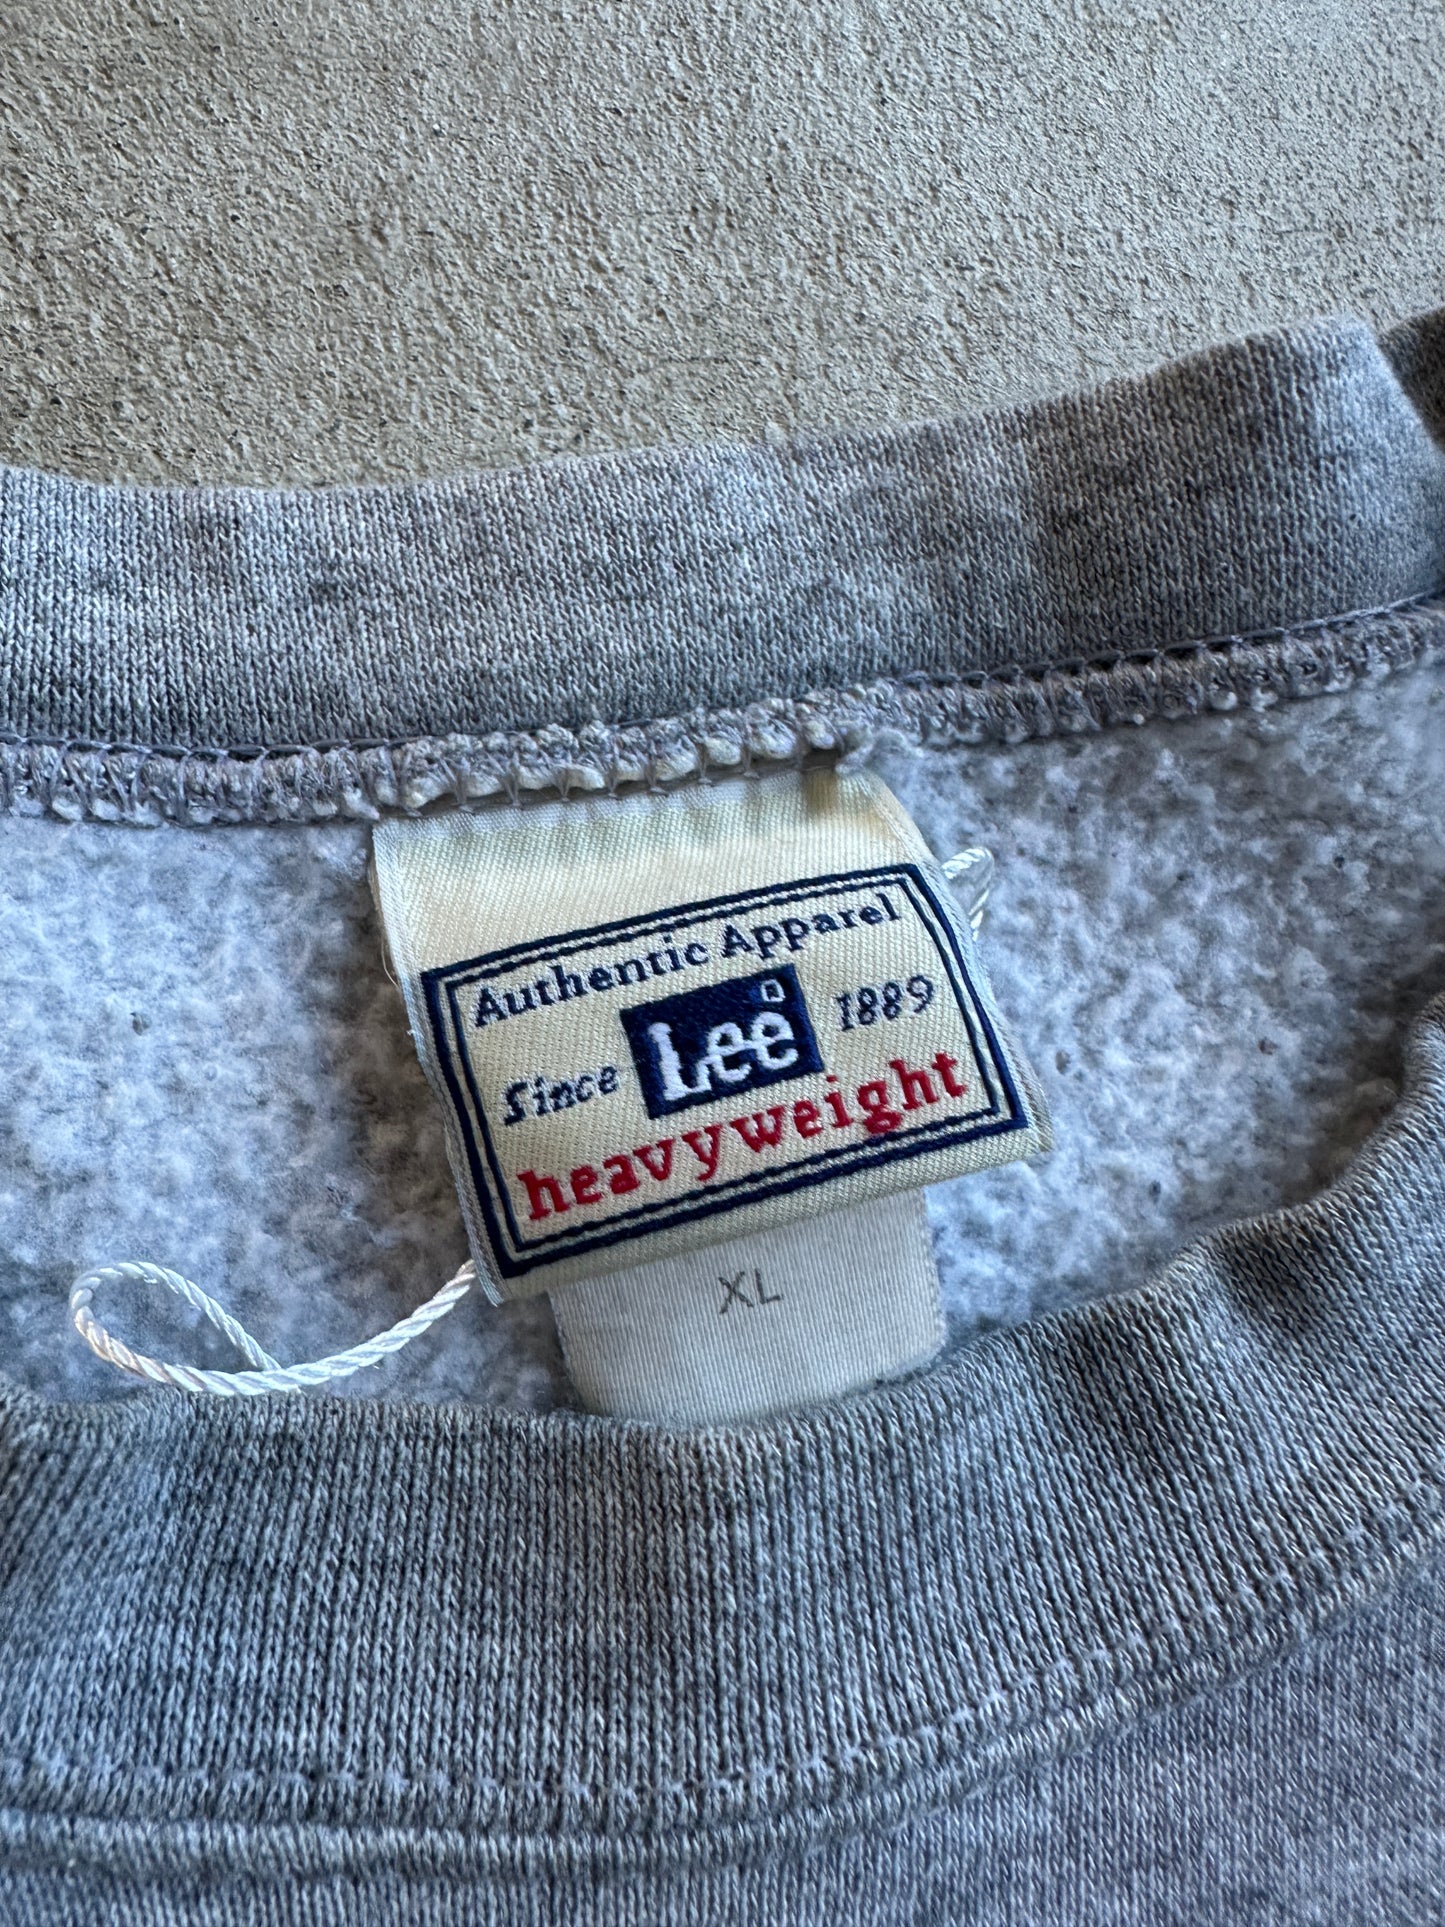 Authentic Apparel
Since Lee 1889
heavyweight
XL